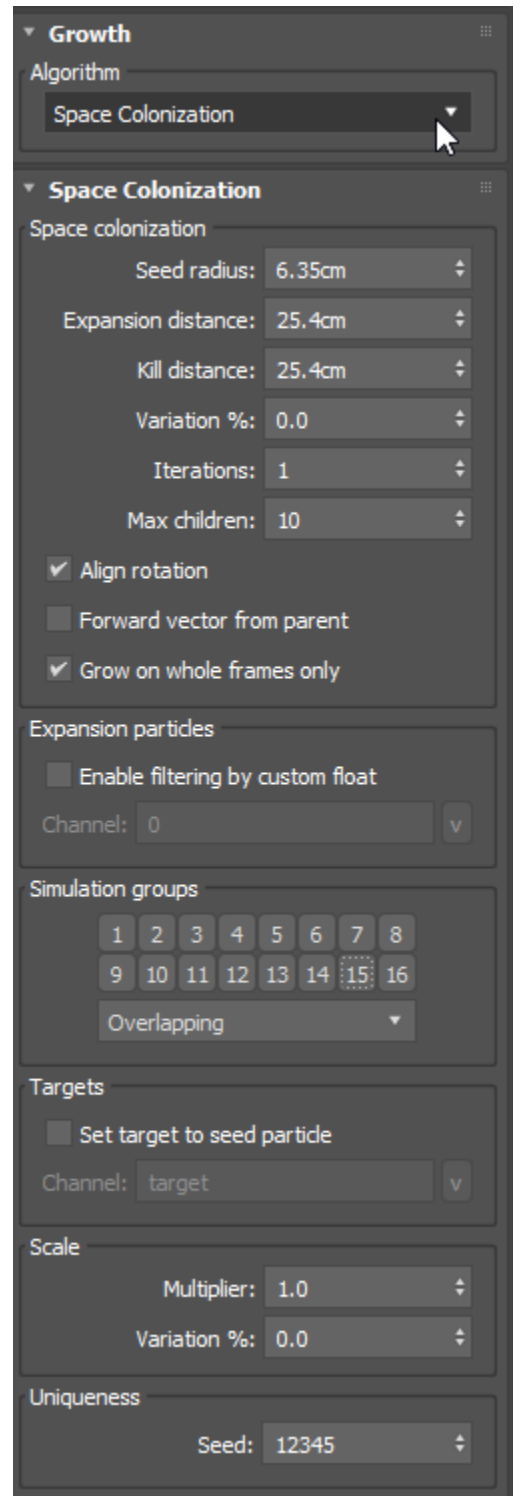 Growth
Algorithm
Space Colonization
Space Colonization
Space colonization
Seed radius: 6.35cm
Expansion distance: 25.4cm
Kill distance: 25.4cm
Variation %: 0.0
Iterations: 1
Max children: 10
Align rotation
Forward vector from parent
Grow on whole frames only
Expansion particles
Enable filtering by custom float
Channel: 0 v
Simulation groups
1 2 3 4 5 6 7 8
9 10 11 12 13 14 15 16
Overlapping
Targets
Set target to seed particle
Channel: target v
Scale
Multiplier: 1.0
Variation %: 0.0
Uniqueness
Seed: 12345